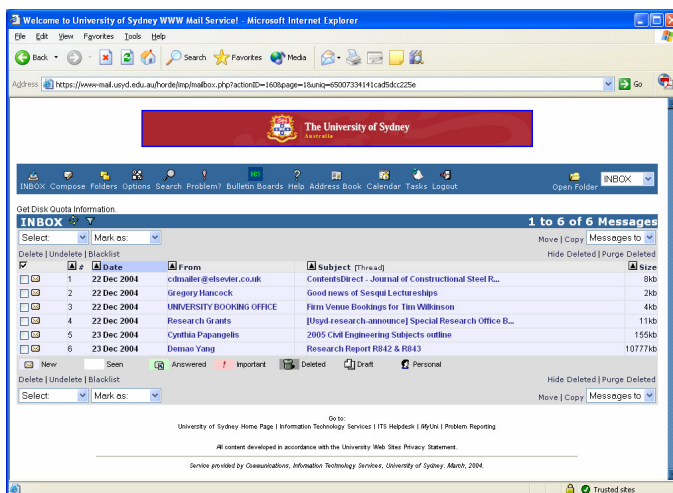 Welcome to University of Sydney WWW Mail Service! - Microsoft Internet Explorer
File Edit View Favorites Tools Help
Back Search Favorites Media
Address https://www-mail.usyd.edu.au/horde/imp/mailbox.php?actionID=160&page=1&uniq=65007334141cad5dcc225e Go
The University of Sydney
Australia
INBOX Compose Folders Options Search Problem? Bulletin Boards Help Address Book Calendar Tasks Logout Open Folder INBOX
Get Disk Quota Information.
INBOX 1 to 6 of 6 Messages
Select: Mark as: Move | Copy Messages to
Delete | Undelete | Blacklist Hide Deleted | Purge Deleted
# Date From Subject [Thread] Size
1 22 Dec 2004 cdmailer@elsevier.co.uk ContentsDirect - Journal of Constructional Steel R... 8kb
2 22 Dec 2004 Gregory Hancock Good news of Sesqui Lectureships 2kb
3 22 Dec 2004 UNIVERSITY BOOKING OFFICE Firm Venue Bookings for Tim Wilkinson 4kb
4 22 Dec 2004 Research Grants [Usyd-research-announce] Special Research Office B... 11kb
5 23 Dec 2004 Cynthia Papangelis 2005 Civil Engineering Subjects outline 155kb
6 23 Dec 2004 Demao Yang Research Report R842 & R843 10777kb
New Seen Answered Important Deleted Draft Personal
Delete | Undelete | Blacklist Hide Deleted | Purge Deleted
Select: Mark as: Move | Copy Messages to
Go to:
University of Sydney Home Page | Information Technology Services | ITS Helpdesk | MyUni | Problem Reporting
All content developed in accordance with the University Web Sites Privacy Statement.
Service provided by Communications, Information Technology Services, University of Sydney. March, 2004.
Trusted sites